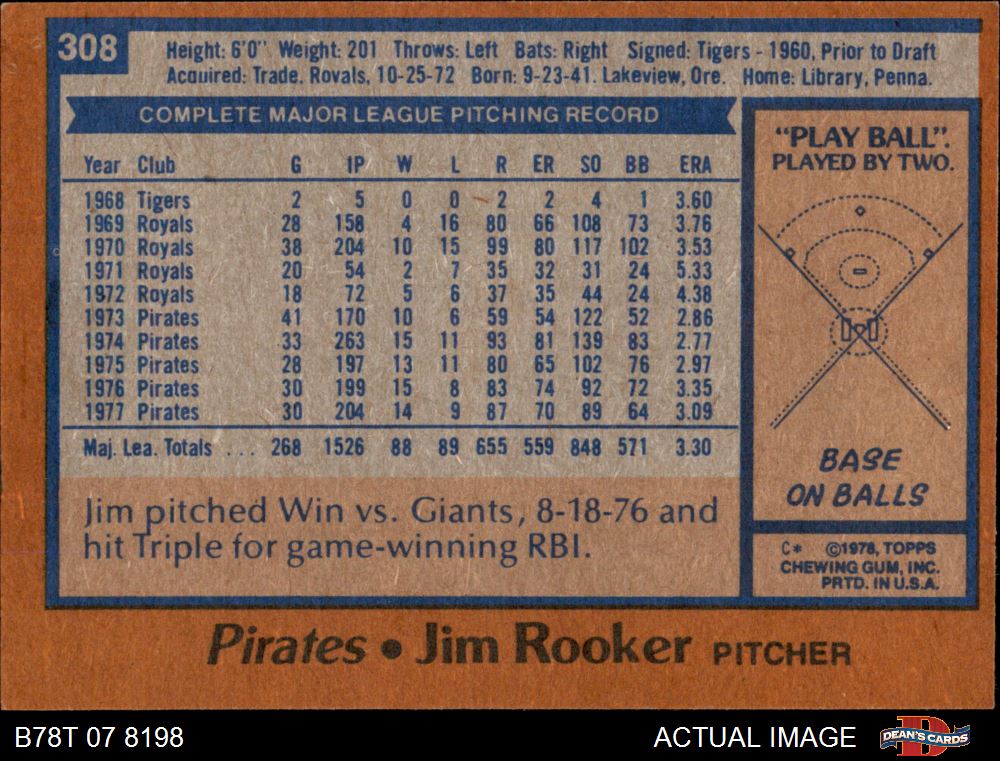 308
Height: 6'0" Weight: 201 Throws: Left Bats: Right Signed: Tigers - 1960, Prior to Draft
Acquired: Trade. Royals, 10-25-72 Born: 9-23-41. Lakeview, Ore. Home: Library, Penna.
COMPLETE MAJOR LEAGUE PITCHING RECORD
Year Club G IP W L R ER SO BB ERA
1968 Tigers 2 5 0 0 2 2 4 1 3.60
1969 Royals 28 158 4 16 80 66 108 73 3.76
1970 Royals 38 204 10 15 99 80 117 102 3.53
1971 Royals 20 54 2 7 35 32 31 24 5.33
1972 Royals 18 72 5 6 37 35 44 24 4.38
1973 Pirates 41 170 10 6 59 54 122 52 2.86
1974 Pirates 33 263 15 11 93 81 139 83 2.77
1975 Pirates 28 197 13 11 80 65 102 76 2.97
1976 Pirates 30 199 15 8 83 74 92 72 3.35
1977 Pirates 30 204 14 9 87 70 89 64 3.09
Maj. Lea. Totals . . . 268 1526 88 89 655 559 848 571 3.30
Jim pitched Win vs. Giants, 8-18-76 and
hit Triple for game-winning RBI.
"PLAY BALL".
PLAYED BY TWO.
BASE
ON BALLS
C* ©1978, TOPPS
CHEWING GUM, INC.
PRTD. IN U.S.A.
Pirates • Jim Rooker PITCHER
B78T 07 8198
ACTUAL IMAGE
D
DEAN'S CARDS